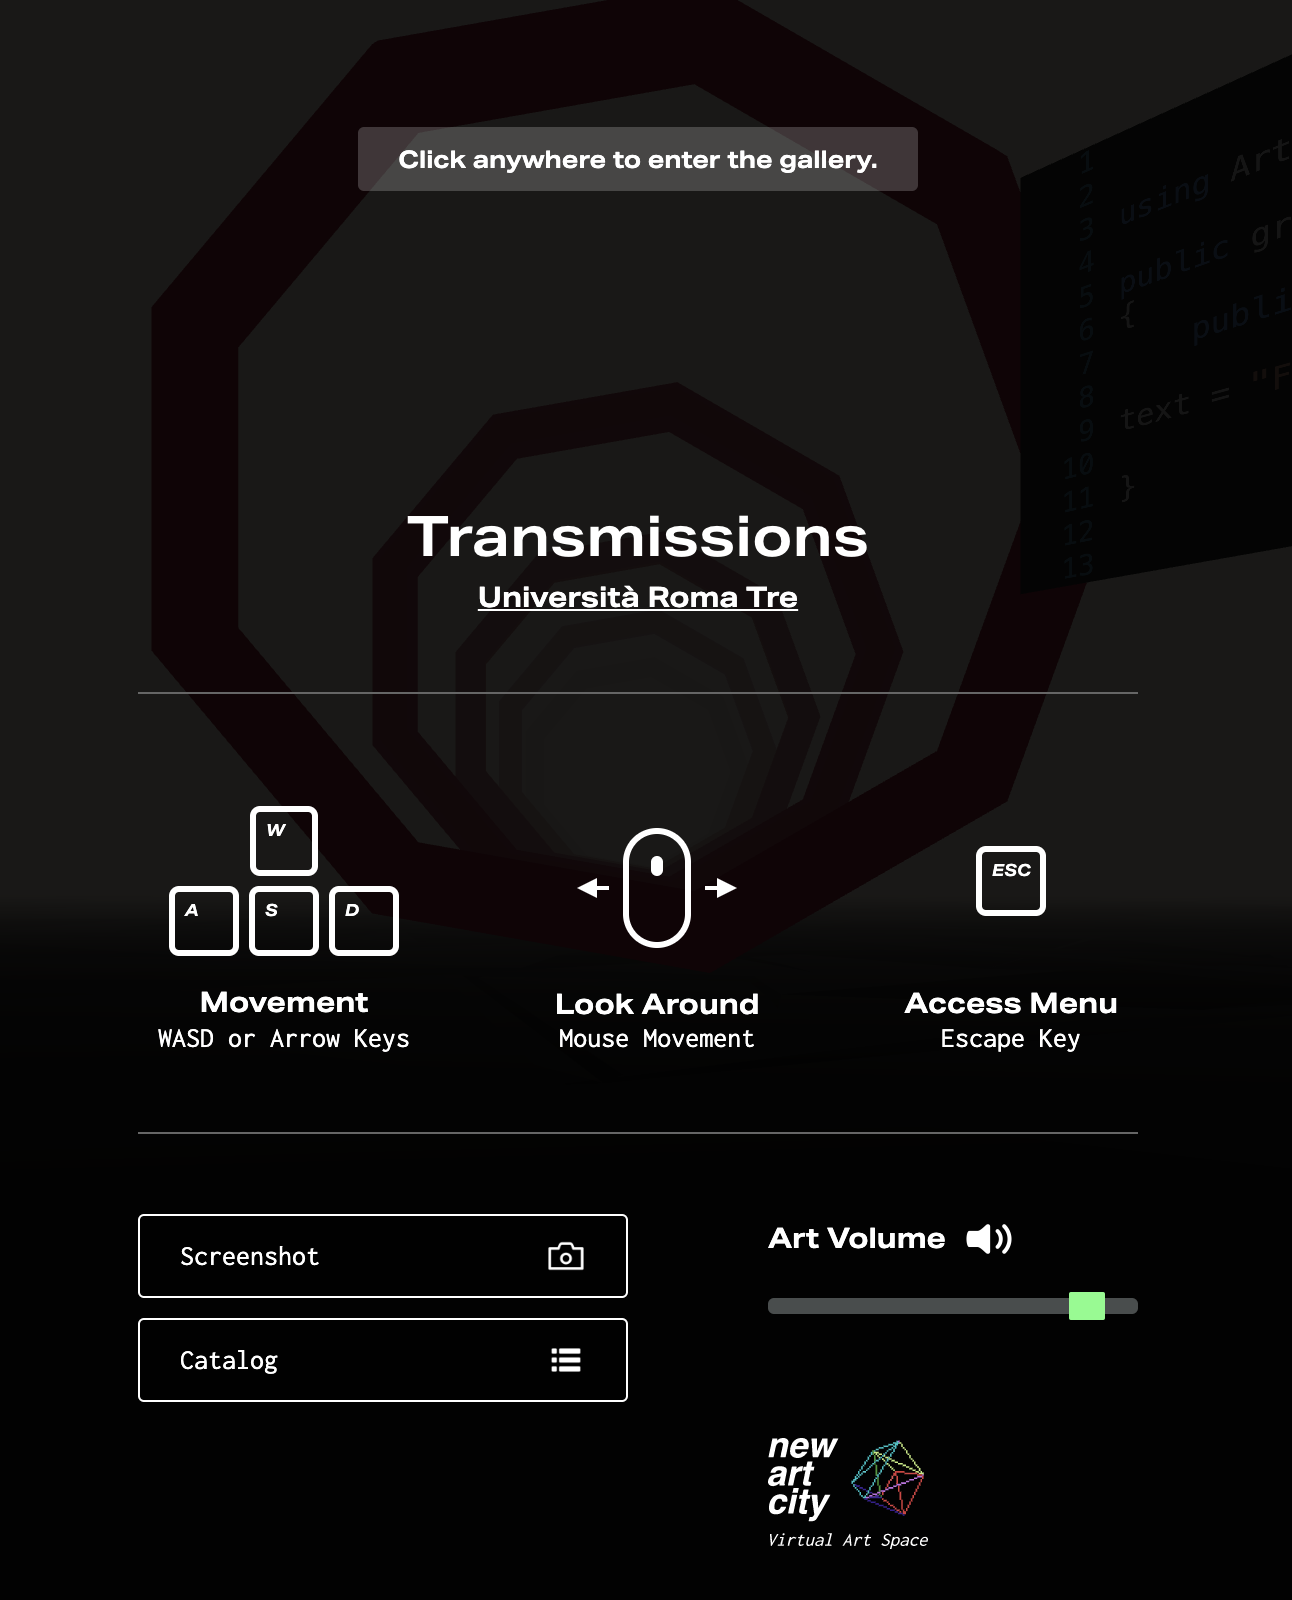 Click anywhere to enter the gallery.
1
2
3 using Art
4
5 public gr
6 {
7 publi
8
9 text = "F
10
11 }
12
13
Transmissions
Università Roma Tre
W
A S D
ESC
Movement
WASD or Arrow Keys
Look Around
Mouse Movement
Access Menu
Escape Key
Screenshot
Art Volume
Catalog
new
art
city
Virtual Art Space